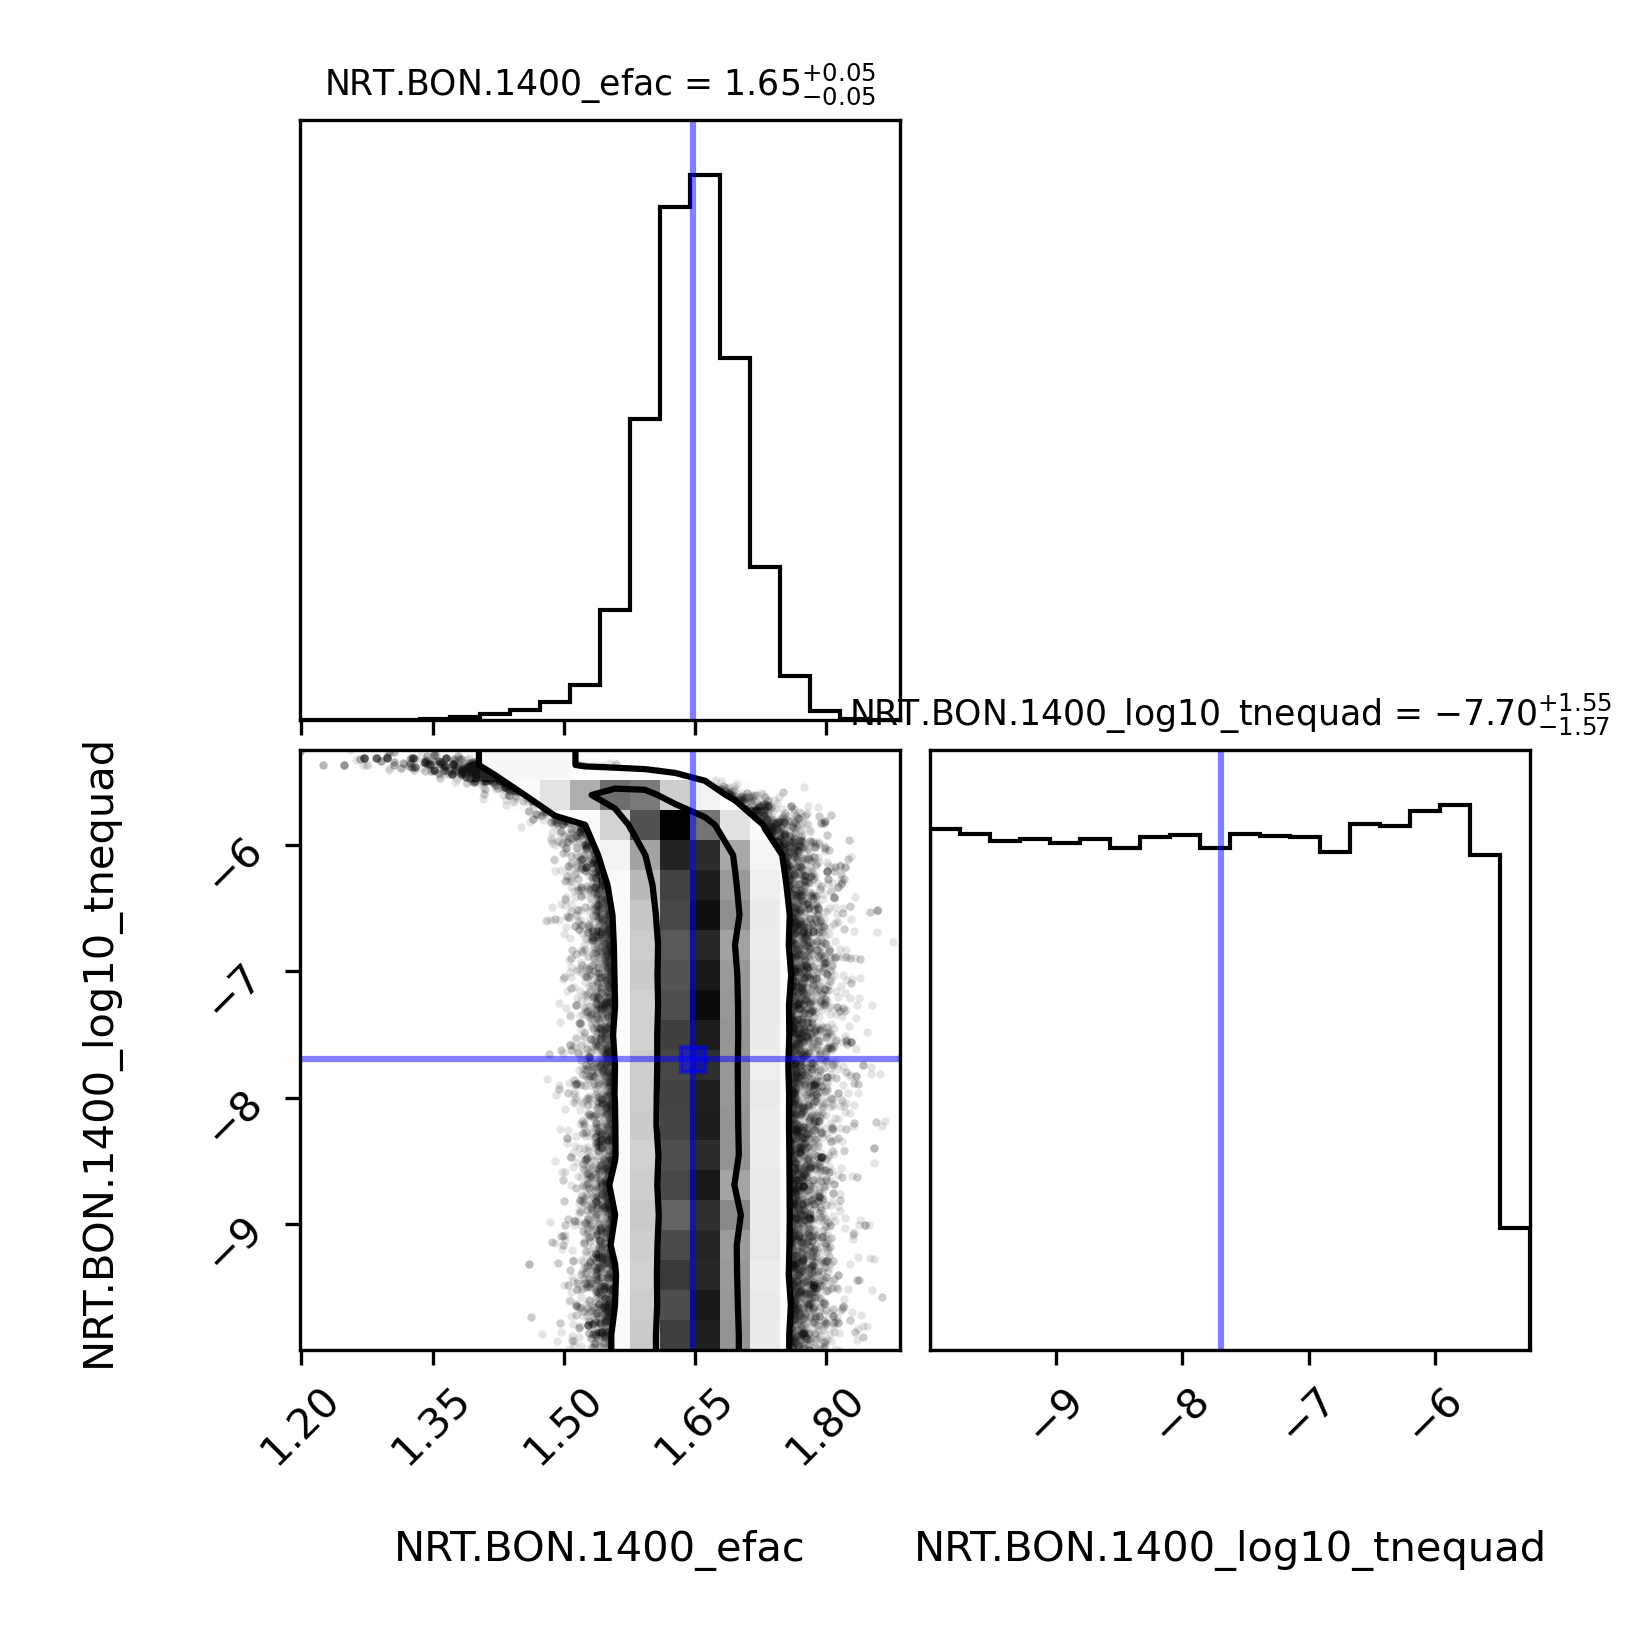 NRT.BON.1400_efac = 1.65+0.05−0.05
NRT.BON.1400_log10_tnequad = −7.70+1.55−1.57
NRT.BON.1400_log10_tnequad
−6
−7
−8
−9
1.20 1.35 1.50 1.65 1.80
−9 −8 −7 −6
NRT.BON.1400_efac
NRT.BON.1400_log10_tnequad